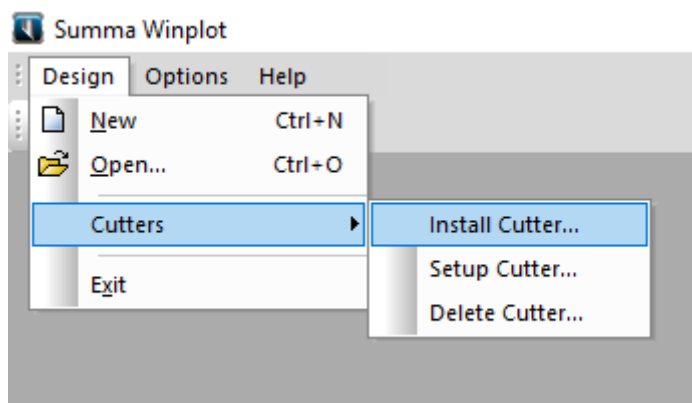 Summa Winplot
Design Options Help
New Ctrl+N
Open... Ctrl+O
Cutters
Install Cutter...
Setup Cutter...
Exit
Delete Cutter...